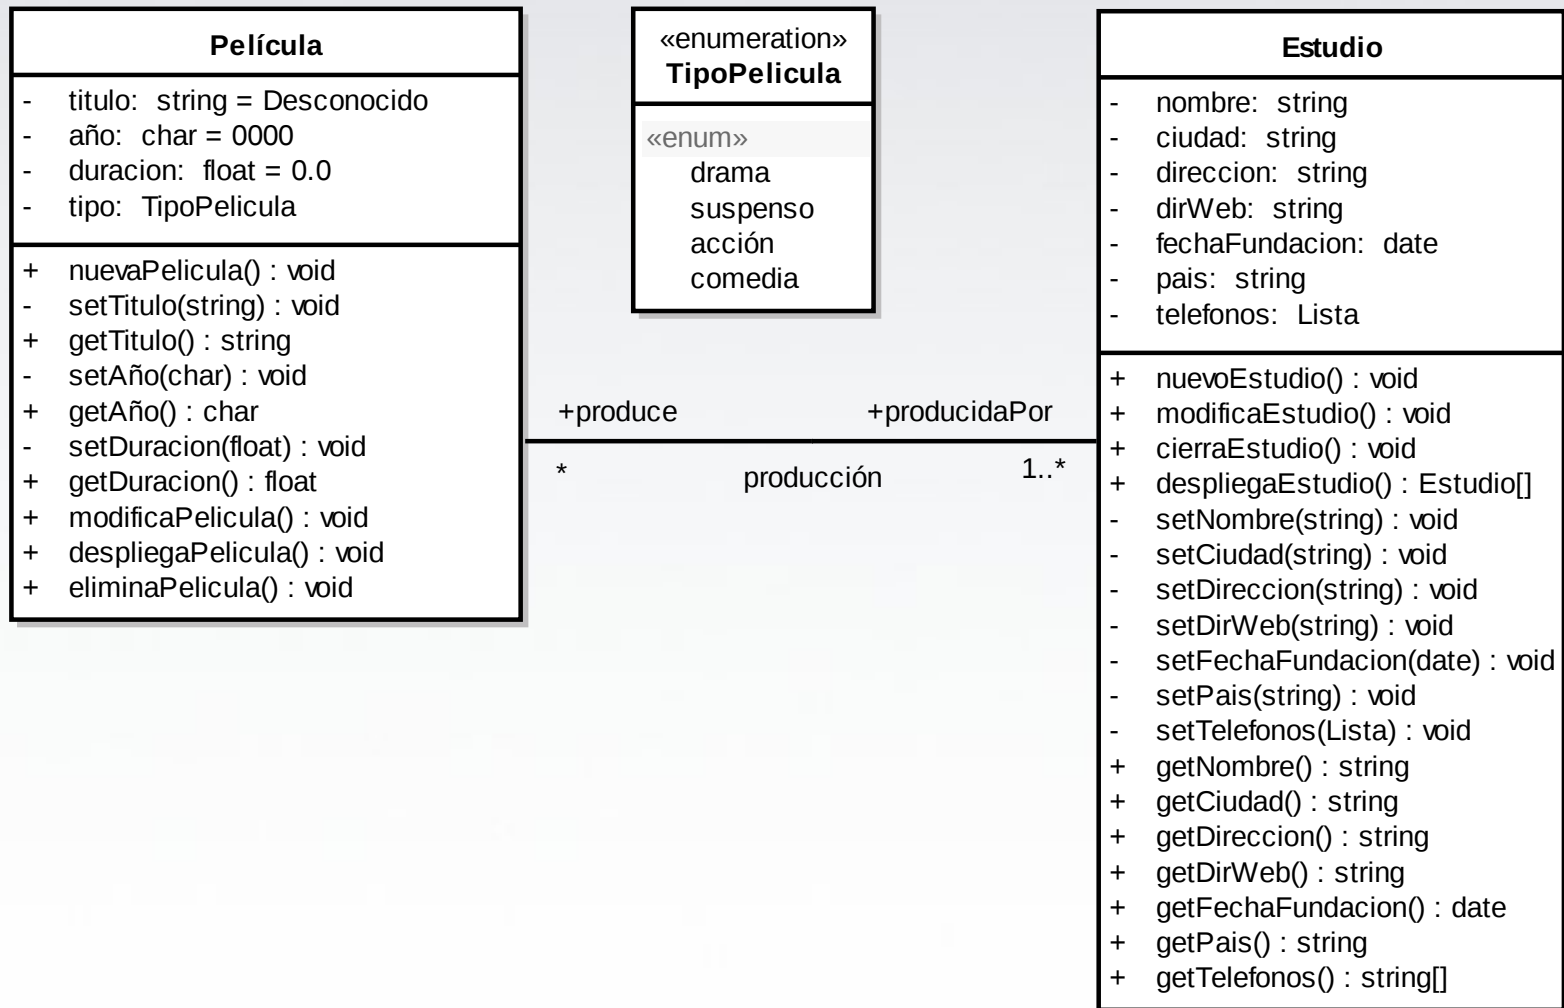 Película
- titulo: string = Desconocido
- año: char = 0000
- duracion: float = 0.0
- tipo: TipoPelicula
+ nuevaPelicula() : void
- setTitulo(string) : void
+ getTitulo() : string
- setAño(char) : void
+ getAño() : char
- setDuracion(float) : void
+ getDuracion() : float
+ modificaPelicula() : void
+ despliegaPelicula() : void
+ eliminaPelicula() : void
«enumeration»
TipoPelicula
«enum»
drama
suspenso
acción
comedia
+produce +producidaPor
* producción 1..*
Estudio
- nombre: string
- ciudad: string
- direccion: string
- dirWeb: string
- fechaFundacion: date
- pais: string
- telefonos: Lista
+ nuevoEstudio() : void
+ modificaEstudio() : void
+ cierraEstudio() : void
+ despliegaEstudio() : Estudio[]
- setNombre(string) : void
- setCiudad(string) : void
- setDireccion(string) : void
- setDirWeb(string) : void
- setFechaFundacion(date) : void
- setPais(string) : void
- setTelefonos(Lista) : void
+ getNombre() : string
+ getCiudad() : string
+ getDireccion() : string
+ getDirWeb() : string
+ getFechaFundacion() : date
+ getPais() : string
+ getTelefonos() : string[]